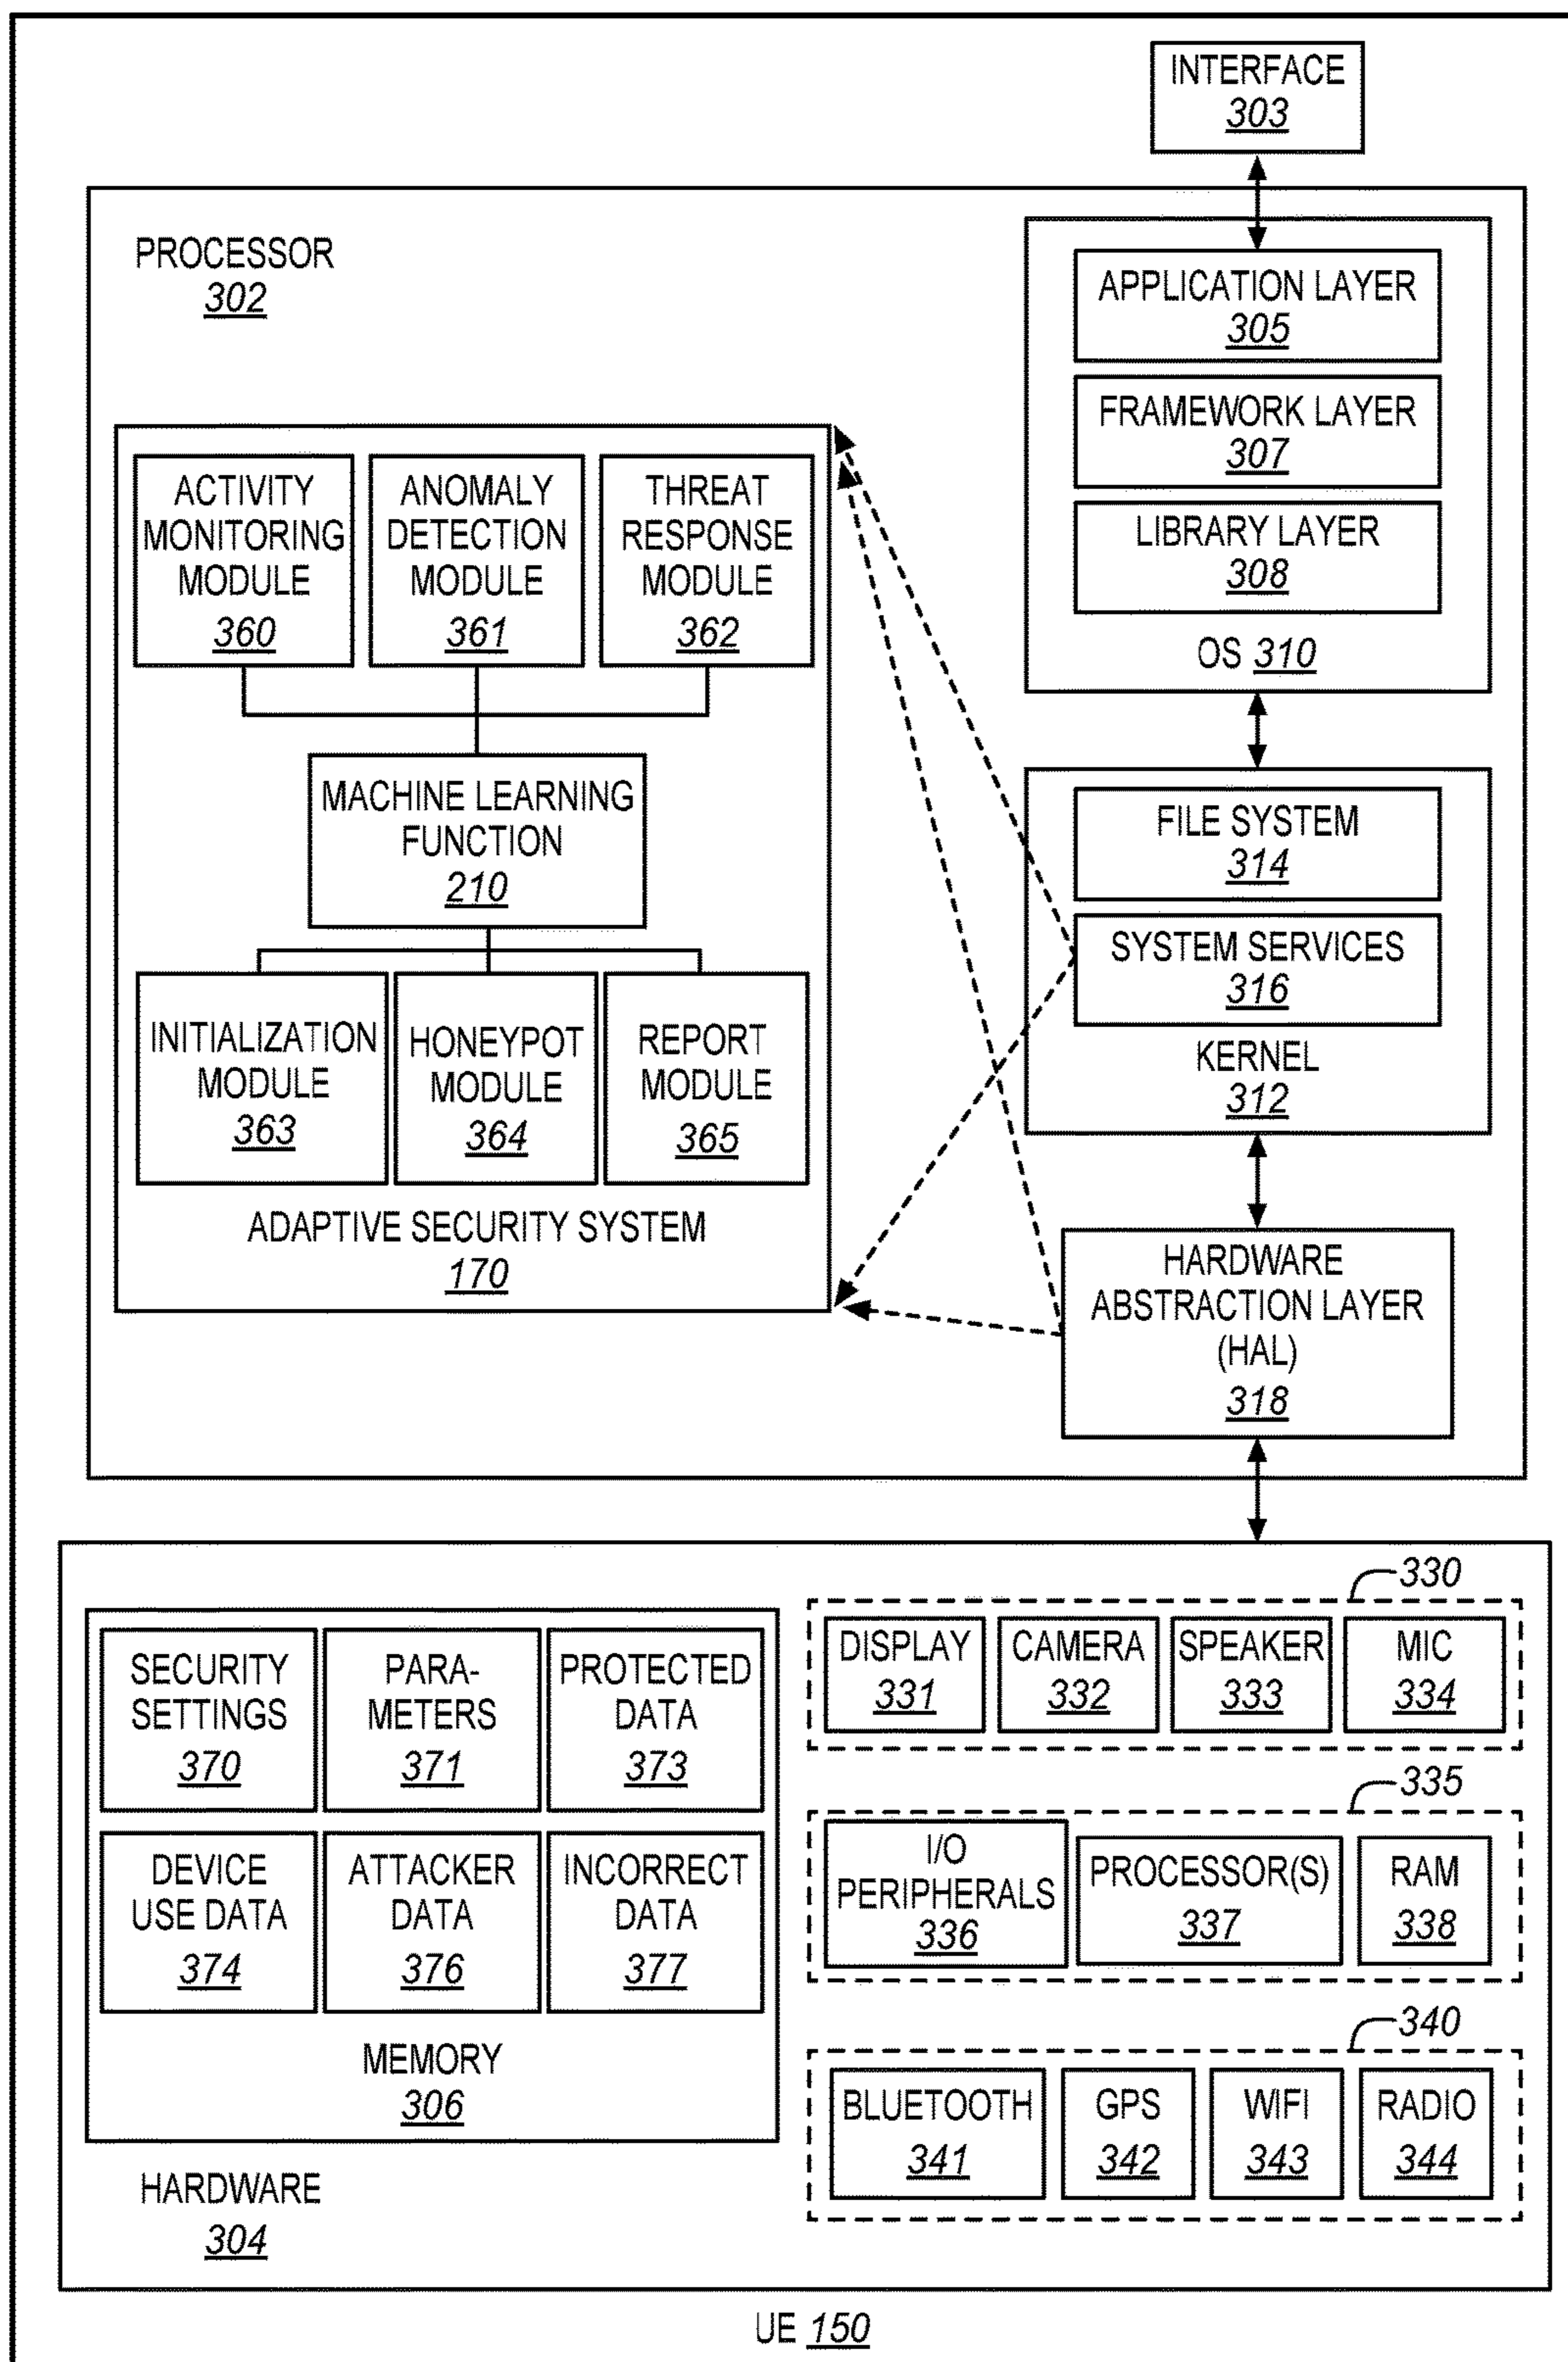 INTERFACE
303
PROCESSOR
302
APPLICATION LAYER
305
FRAMEWORK LAYER
307
LIBRARY LAYER
308
OS 310
ACTIVITY
MONITORING
MODULE
360
ANOMALY
DETECTION
MODULE
361
THREAT
RESPONSE
MODULE
362
MACHINE LEARNING
FUNCTION
210
INITIALIZATION
MODULE
363
HONEYPOT
MODULE
364
REPORT
MODULE
365
ADAPTIVE SECURITY SYSTEM
170
FILE SYSTEM
314
SYSTEM SERVICES
316
KERNEL
312
HARDWARE
ABSTRACTION LAYER
(HAL)
318
SECURITY
SETTINGS
370
PARA-
METERS
371
PROTECTED
DATA
373
DEVICE
USE DATA
374
ATTACKER
DATA
376
INCORRECT
DATA
377
MEMORY
306
HARDWARE
304
330
DISPLAY
331
CAMERA
332
SPEAKER
333
MIC
334
335
I/O
PERIPHERALS
336
PROCESSOR(S)
337
RAM
338
340
BLUETOOTH
341
GPS
342
WIFI
343
RADIO
344
UE 150